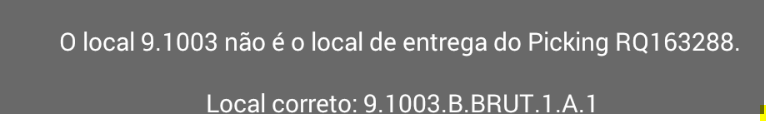 O local 9.1003 não é o local de entrega do Picking RQ163288.
Local correto: 9.1003.B.BRUT.1.A.1